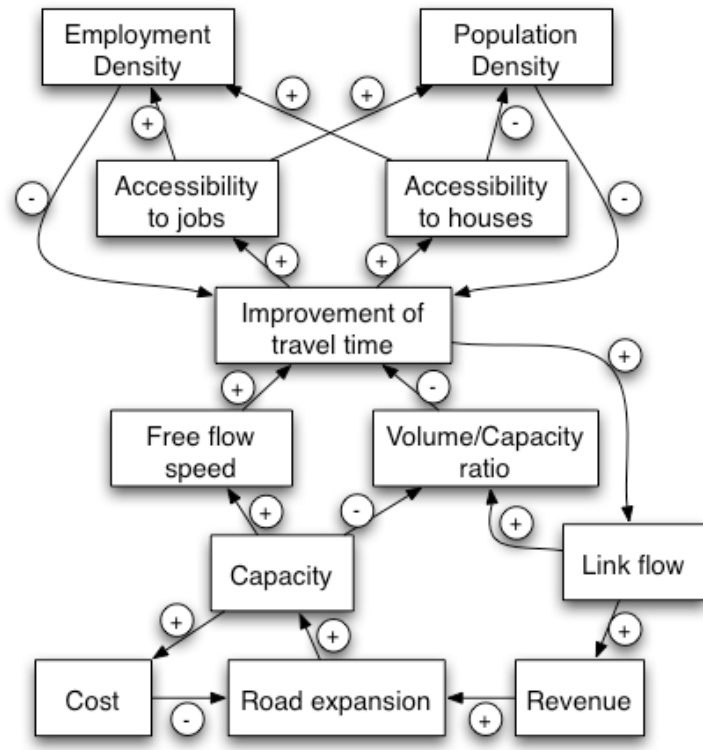 Employment
Density
Population
Density
+
+
+
-
Accessibility
to jobs
Accessibility
to houses
-
-
+
+
Improvement of
travel time
+
+
-
Free flow
speed
Volume/Capacity
ratio
+
-
+
Capacity
Link flow
+
+
+
Cost
Road expansion
Revenue
-
+